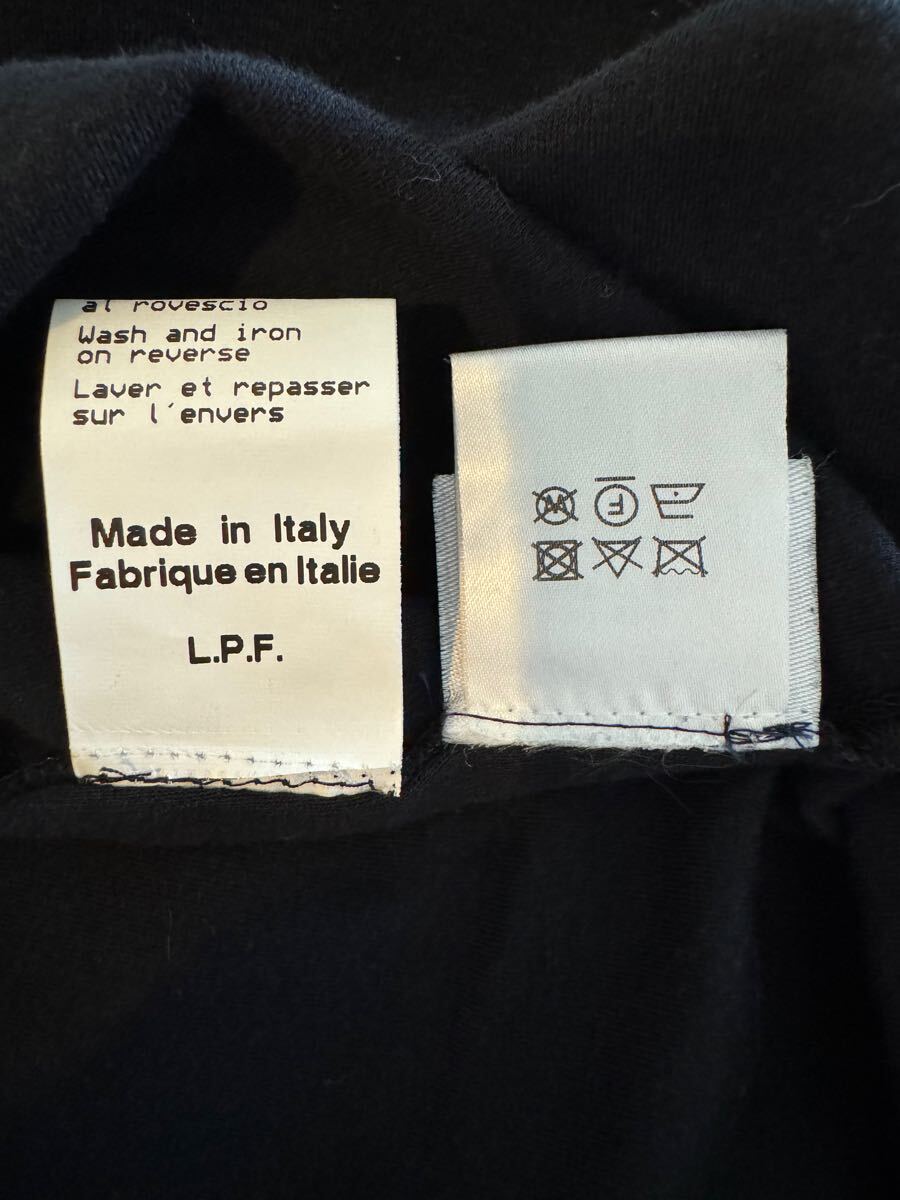 al rovescio
Wash and iron
on reverse
Laver et repasser
sur l'envers
Made in Italy
Fabrique en Italie
L.P.F.
W
F